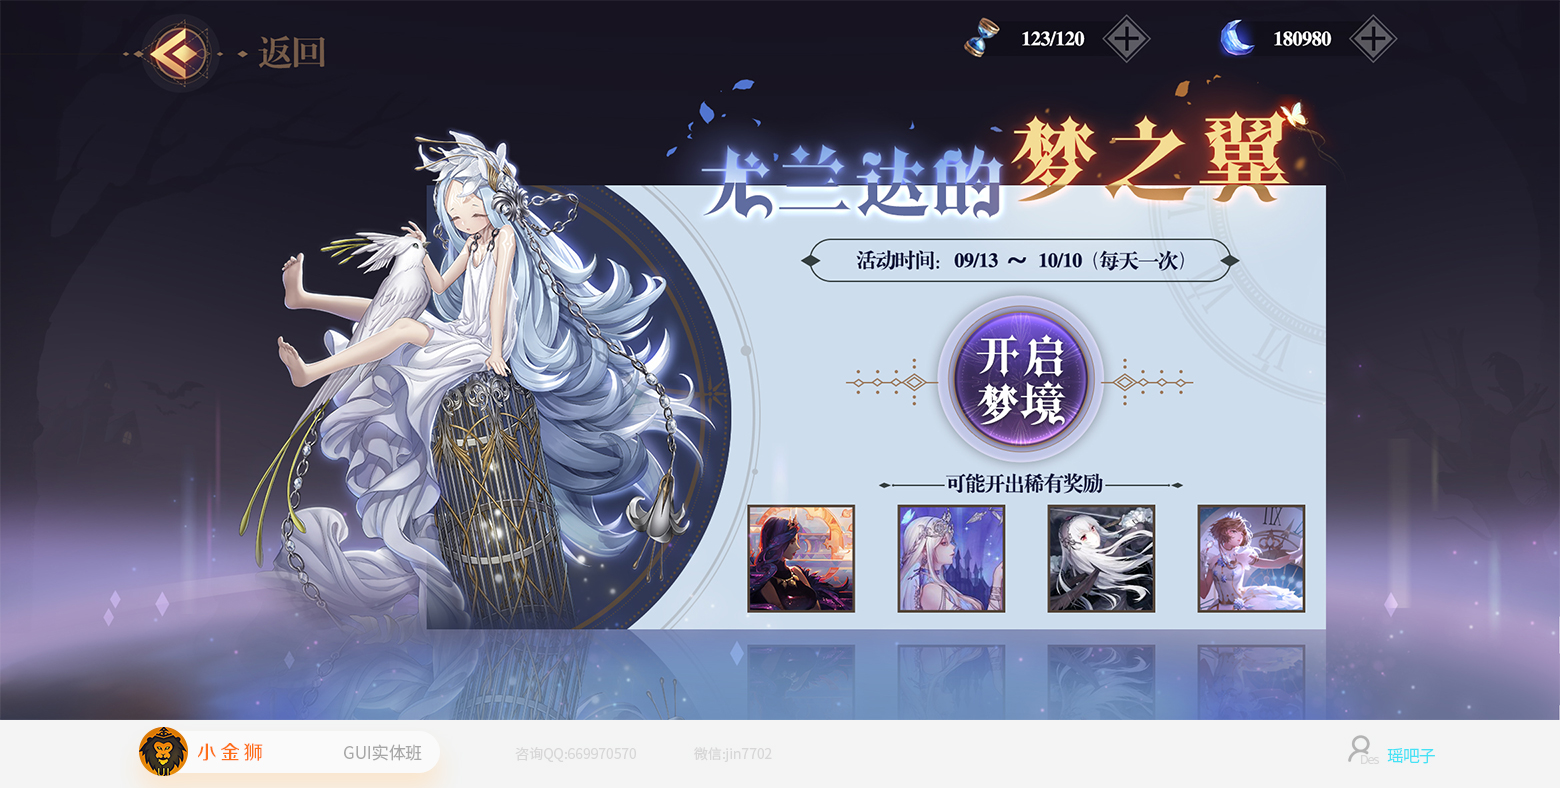 返回
123/120
180980
尤兰达的梦之翼
活动时间：09/13 ～ 10/10（每天一次）
开启
梦境
可能开出稀有奖励
小金狮
GUI实体班
咨询QQ:669970570
微信:jin7702
Des
瑶吧子